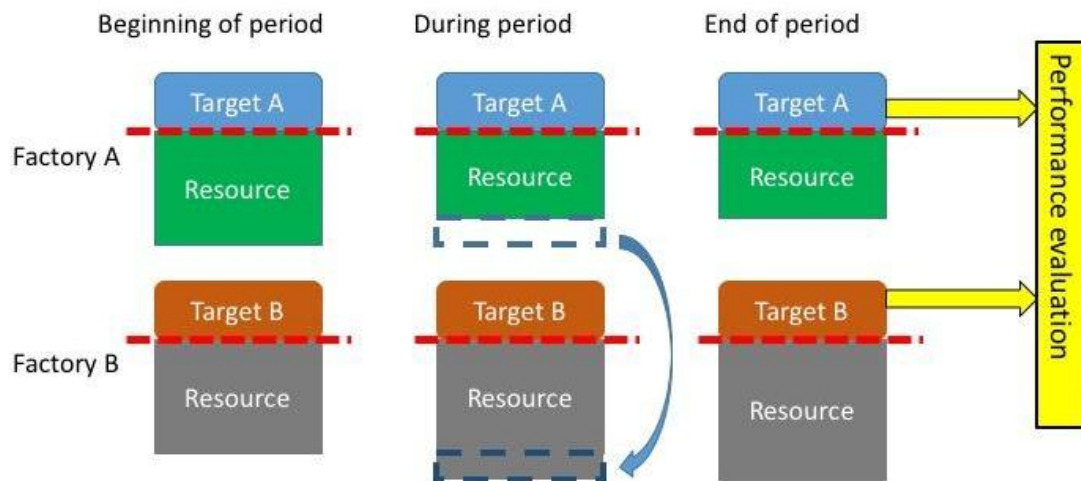 Beginning of period
During period
End of period
Target A
Target A
Target A
Factory A
Resource
Resource
Resource
Target B
Target B
Target B
Factory B
Resource
Resource
Resource
Performance evaluation